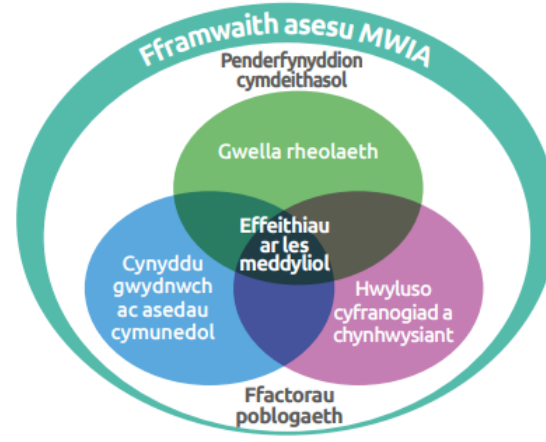 Fframwaith asesu MWIA
Penderfynyddion
cymdeithasol
Gwella rheolaeth
Effeithiau
ar les
meddyliol
Cynyddu
gwydnwch
ac asedau
cymunedol
Hwyluso
cyfranogiad a
chynhwysiant
Ffactorau
poblogaeth